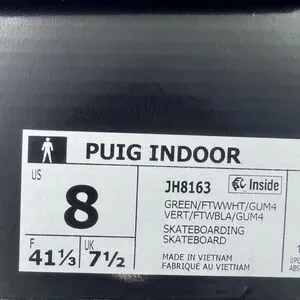 PUIG INDOOR
US
8
F
41⅓
UK
7½
JH8163
Inside
GREEN/FTWWHT/GUM4
VERT/FTWBLA/GUM4
SKATEBOARDING
SKATEBOARD
MADE IN VIETNAM
FABRIQUE AU VIETNAM